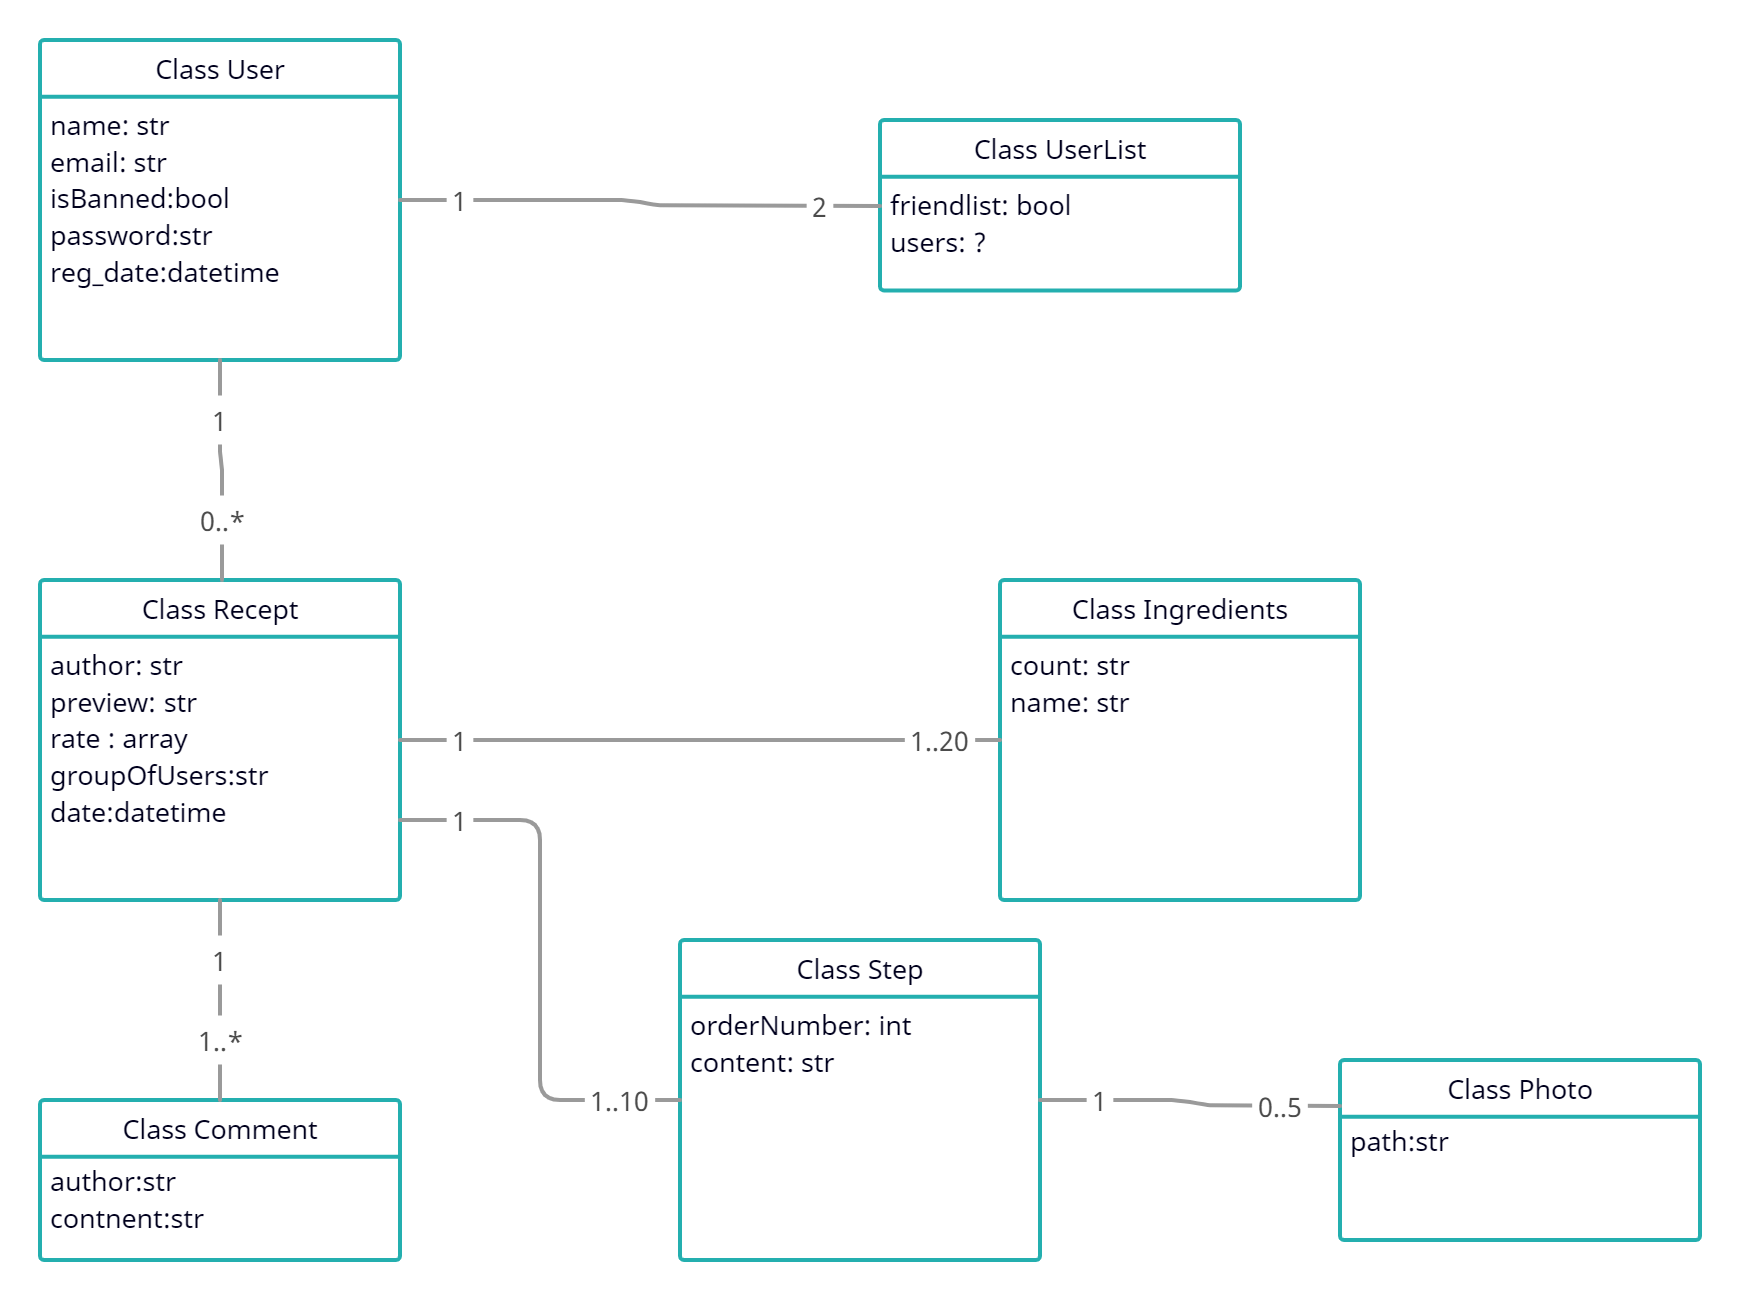 Class User
name: str
email: str
isBanned:bool
password:str
reg_date:datetime
1
2
Class UserList
friendlist: bool
users: ?
1
0..*
Class Recept
author: str
preview: str
rate : array
groupOfUsers:str
date:datetime
1
1..20
Class Ingredients
count: str
name: str
1
1..10
Class Step
orderNumber: int
content: str
1
0..5
Class Photo
path:str
1
1..*
Class Comment
author:str
contnent:str